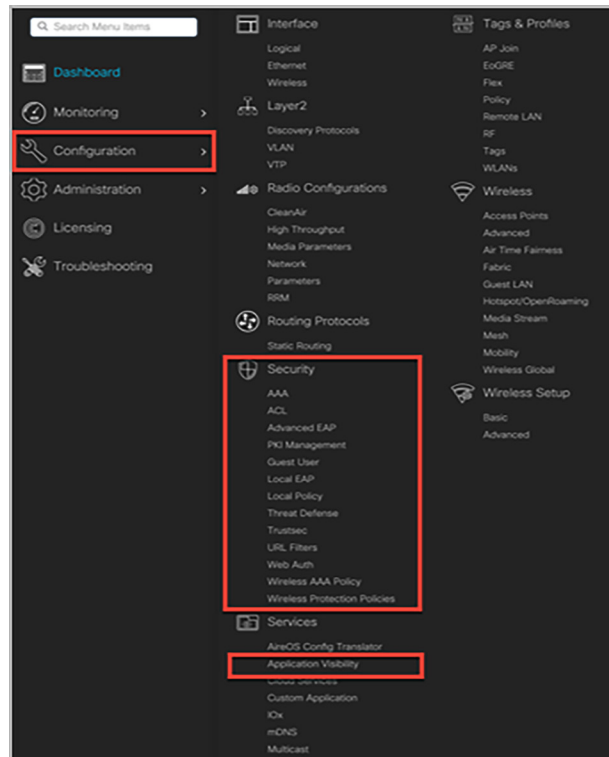 Search Menu Items
Dashboard
Monitoring
Configuration
Administration
Licensing
Troubleshooting
Interface
Logical
Ethernet
Wireless
Layer2
Discovery Protocols
VLAN
VTP
Radio Configurations
CleanAir
High Throughput
Media Parameters
Network
Parameters
RRM
Routing Protocols
Static Routing
Security
AAA
ACL
Advanced EAP
PKI Management
Guest User
Local EAP
Local Policy
Threat Defense
Trustsec
URL Filters
Web Auth
Wireless AAA Policy
Wireless Protection Policies
Services
AireOS Config Translator
Application Visibility
Cloud Services
Custom Application
IOx
mDNS
Multicast
Tags & Profiles
AP Join
EoGRE
Flex
Policy
Remote LAN
RF
Tags
WLANs
Wireless
Access Points
Advanced
Air Time Fairness
Fabric
Guest LAN
Hotspot/OpenRoaming
Media Stream
Mesh
Mobility
Wireless Global
Wireless Setup
Basic
Advanced